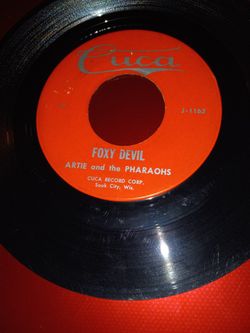 Cuca
J-1163
FOXY DEVIL
ARTIE and the PHARAOHS
CUCA RECORD CORP.
Sauk City, Wis.